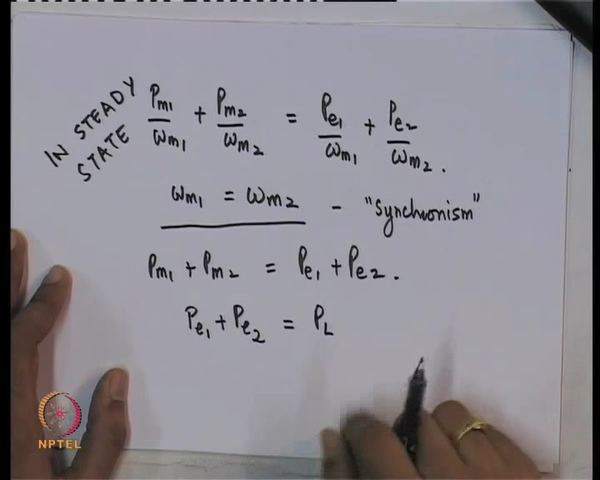 IN STEADY STATE
Pm1/ωm1 + Pm2/ωm2 = Pe1/ωm1 + Pe2/ωm2.
ωm1 = ωm2 - "Synchronism"
Pm1 + Pm2 = Pe1 + Pe2.
Pe1 + Pe2 = PL
NPTEL